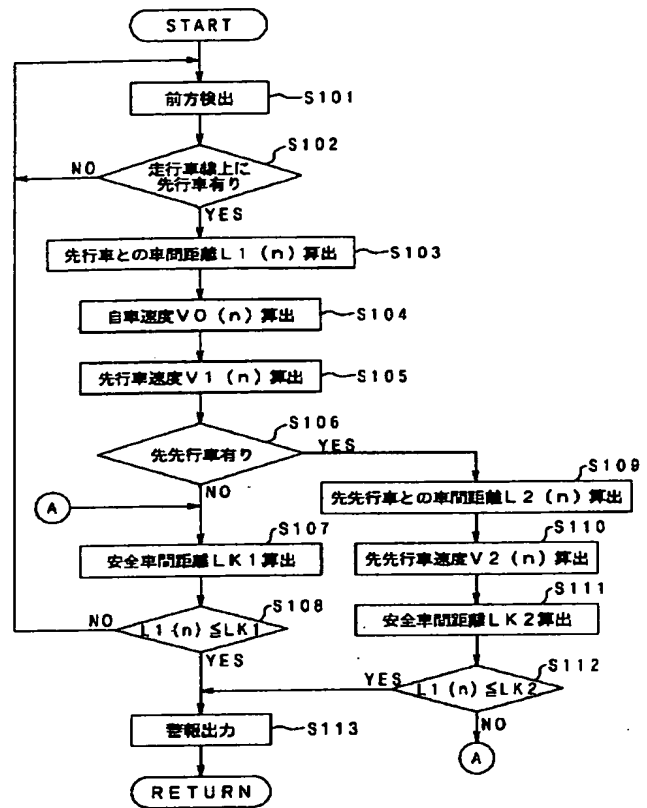 START
前方検出
S101
S102
走行車線上に
先行車有り
NO
YES
先行車との車間距離L1(n)算出
S103
自車速度V0(n)算出
S104
先行車速度V1(n)算出
S105
S106
先先行車有り
YES
NO
S109
先先行車との車間距離L2(n)算出
A
S107
安全車間距離LK1算出
S110
先先行車速度V2(n)算出
S111
安全車間距離LK2算出
S108
L1(n)≦LK1
NO
YES
S112
L1(n)≦LK2
YES
NO
警報出力
S113
A
RETURN